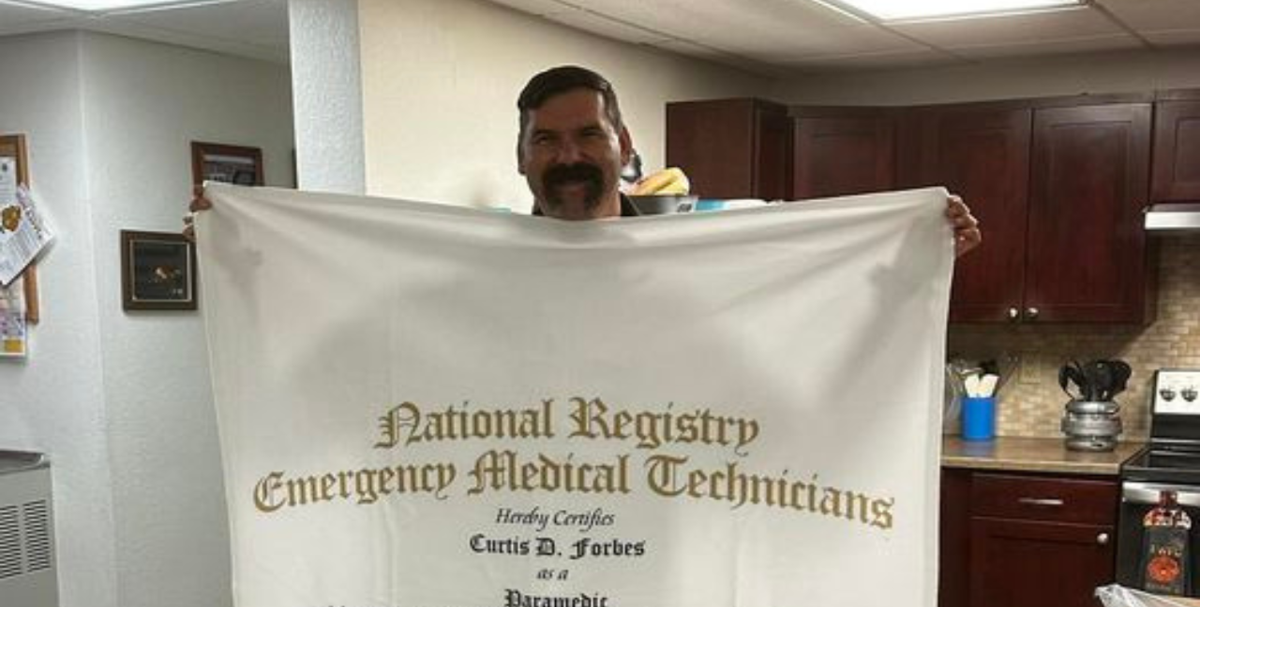 National Registry
Emergency Medical Technicians
Hereby Certifies
Curtis D. Forbes
as a
Paramedic